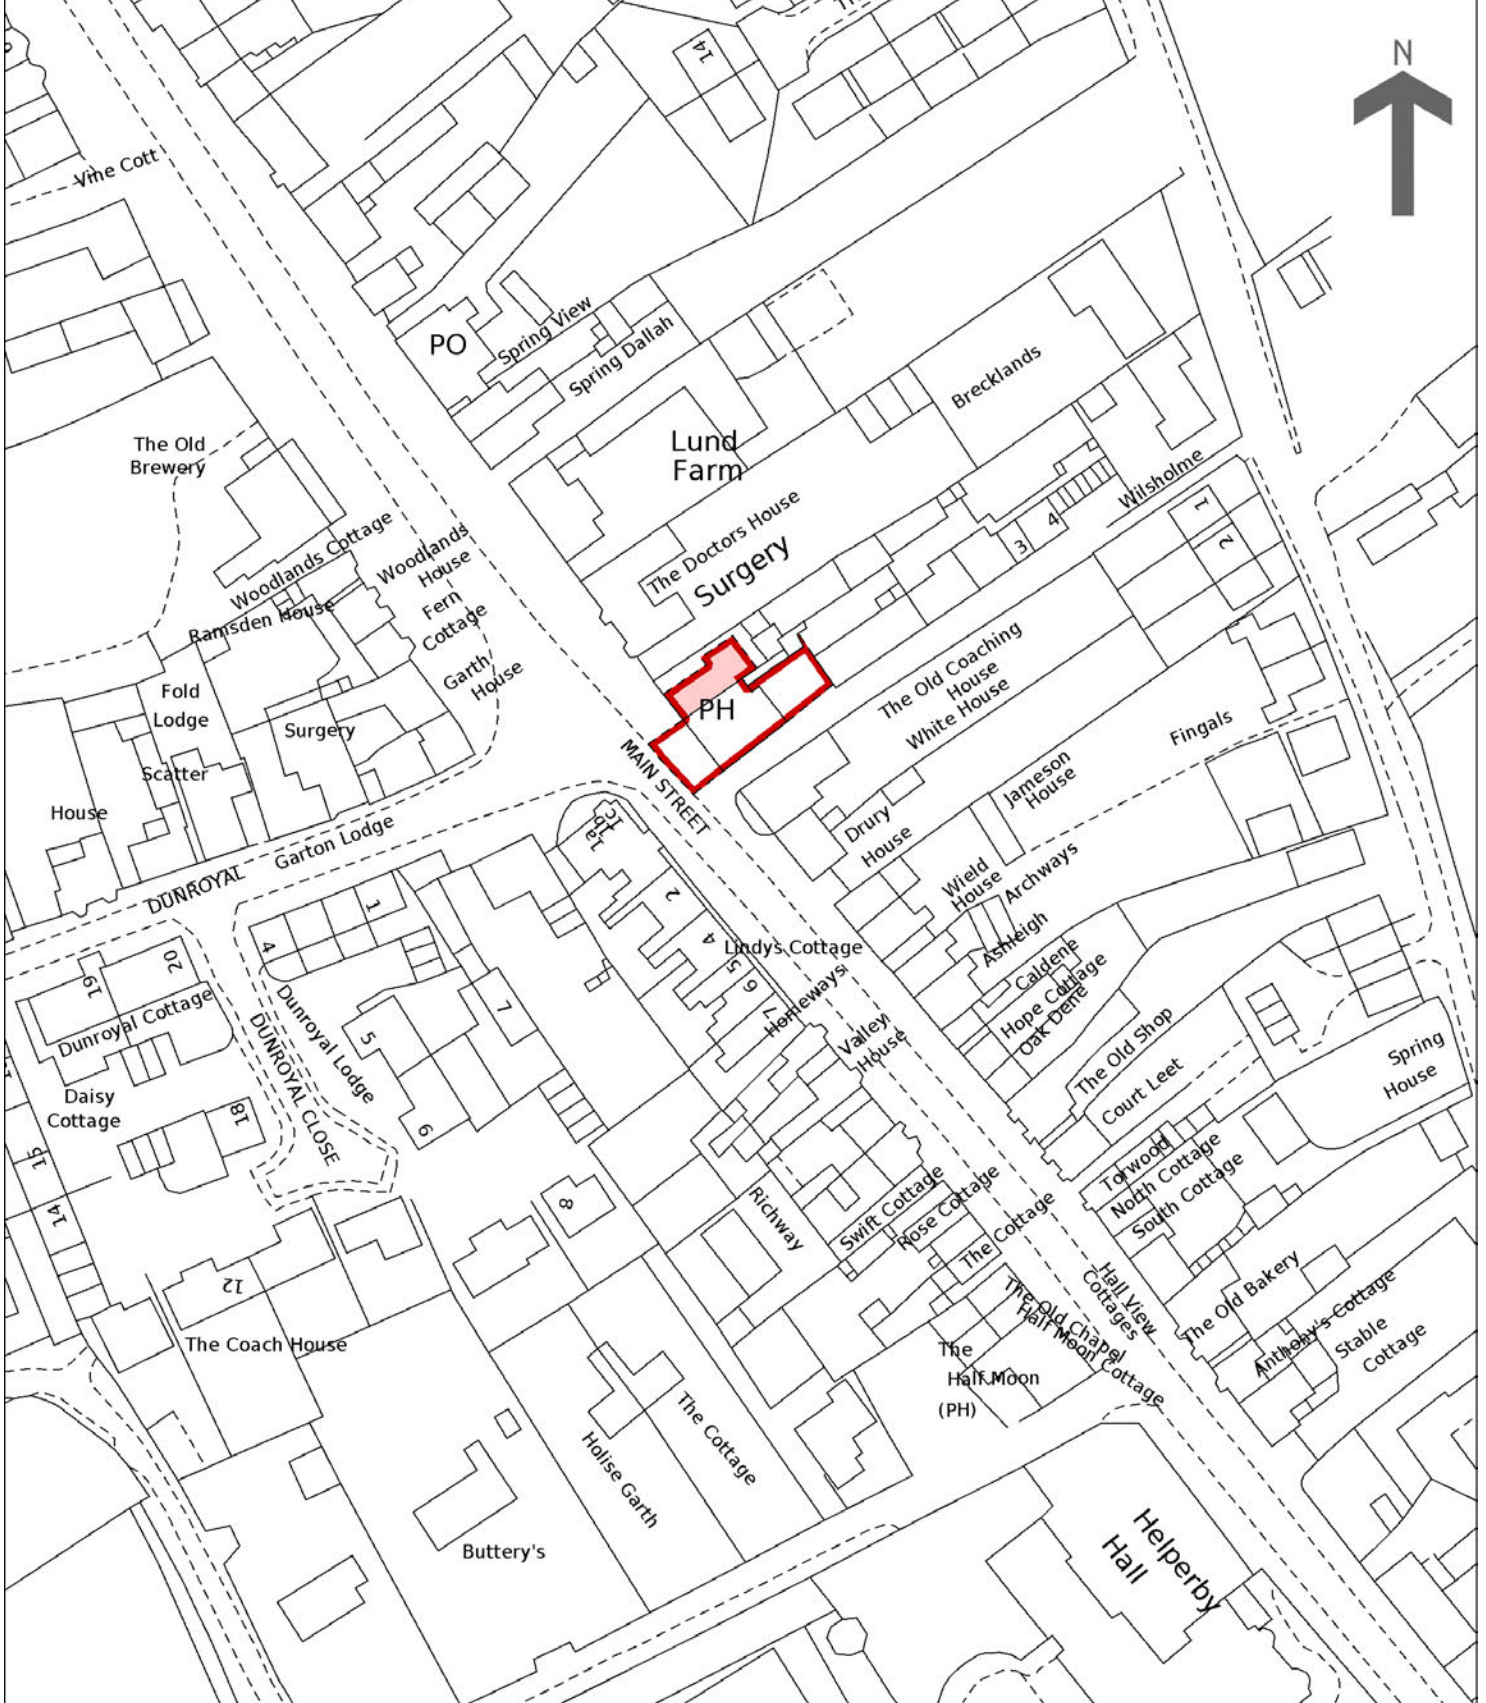 14
N
Vine Cott
PO
Spring View
Spring Dallah
Brecklands
The Old
Brewery
Lund
Farm
Wilsholme
1
2
The Doctors House
Surgery
4
3
Woodlands Cottage
Woodlands
House
Ramsden House
Fern
Cottage
Garth
House
Fold
Lodge
Surgery
Scatter
House
PH
MAIN STREET
The Old Coaching
House
White House
Fingals
Jameson
House
Drury
House
Garton Lodge
DUNROYAL
1c
1b
1a
Wield
House
Archways
Ashleigh
Caldene
Hope Cottage
Oak Dene
1
4
2
4
5
6
7
Lindys Cottage
Homeways
Valley
House
The Old Shop
Court Leet
Spring
House
19
20
Dunroyal Cottage
DUNROYAL CLOSE
Dunroyal Lodge
5
7
6
Daisy
Cottage
18
15
14
8
Torwood
North Cottage
South Cottage
Richway
Swift Cottage
Rose Cottage
The Cottage
Hall View
Cottages
The Old Bakery
Anthony's Cottage
Stable
Cottage
12
The Coach House
The Old Chapel
Half Moon Cottage
The
Half Moon
(PH)
The Cottage
Holise Garth
Buttery's
Helperby
Hall